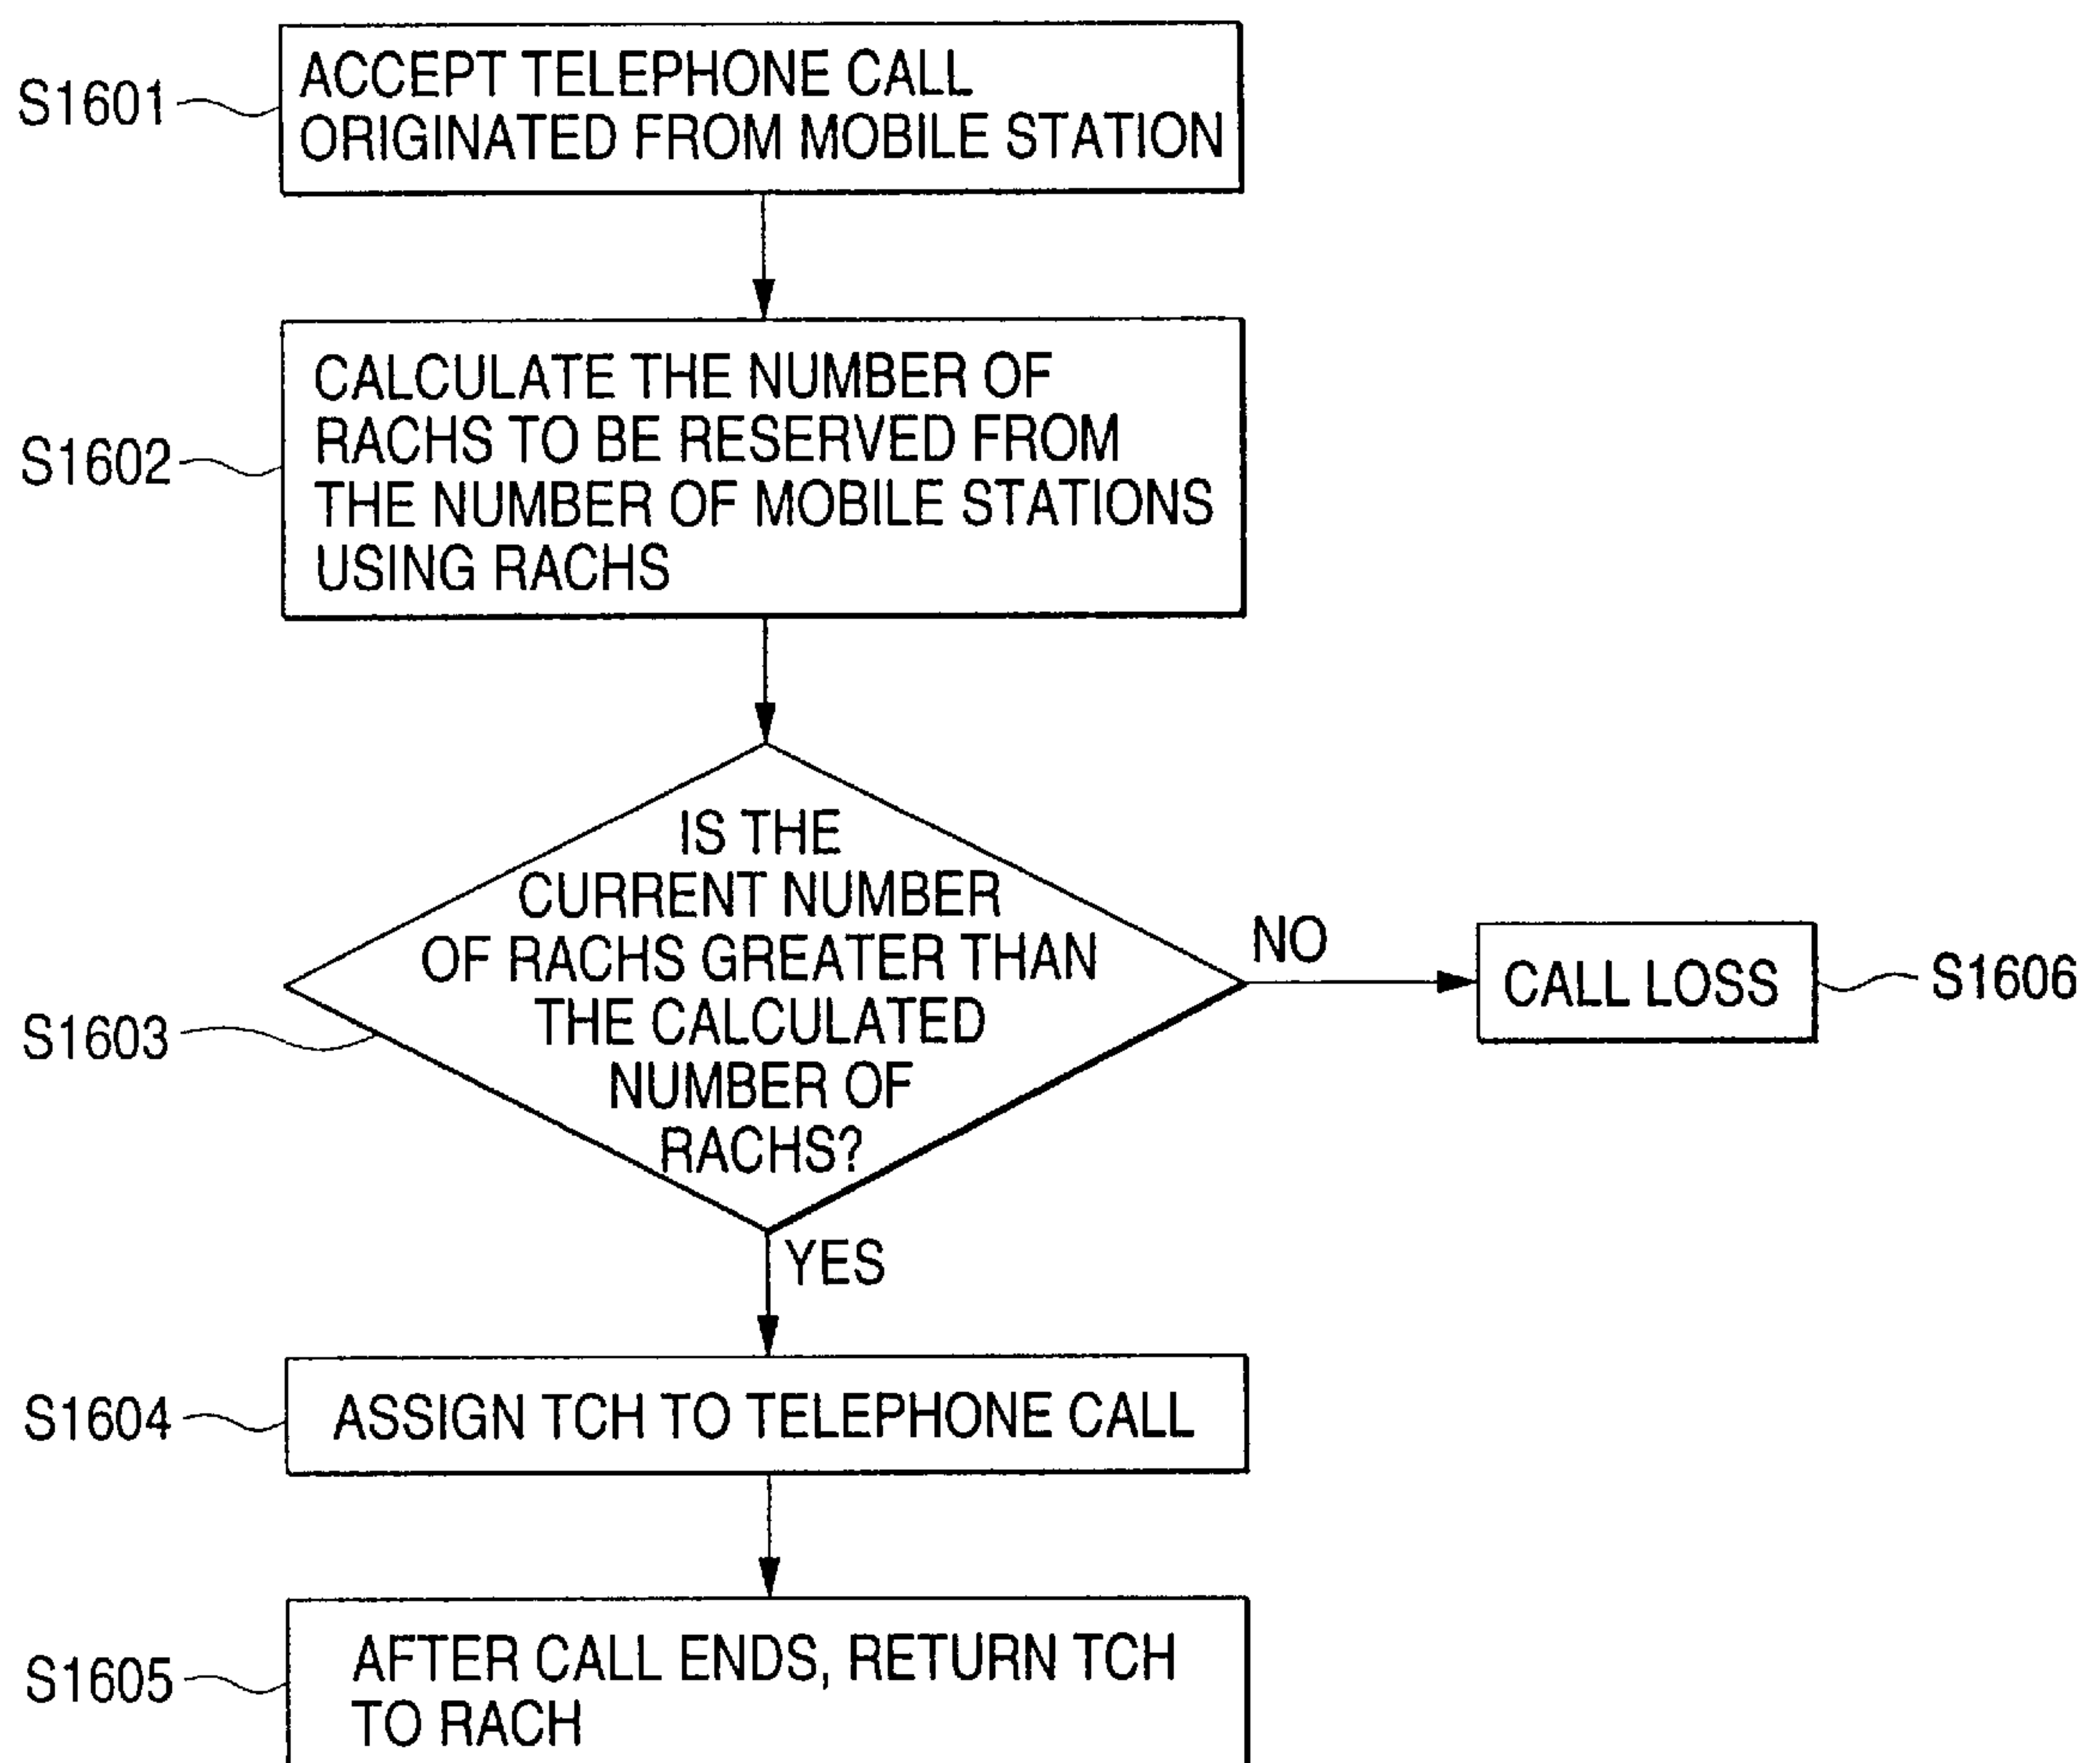 S1601
ACCEPT TELEPHONE CALL
ORIGINATED FROM MOBILE STATION
S1602
CALCULATE THE NUMBER OF
RACHS TO BE RESERVED FROM
THE NUMBER OF MOBILE STATIONS
USING RACHS
S1603
IS THE
CURRENT NUMBER
OF RACHS GREATER THAN
THE CALCULATED
NUMBER OF
RACHS?
NO
CALL LOSS
S1606
YES
S1604
ASSIGN TCH TO TELEPHONE CALL
S1605
AFTER CALL ENDS, RETURN TCH
TO RACH